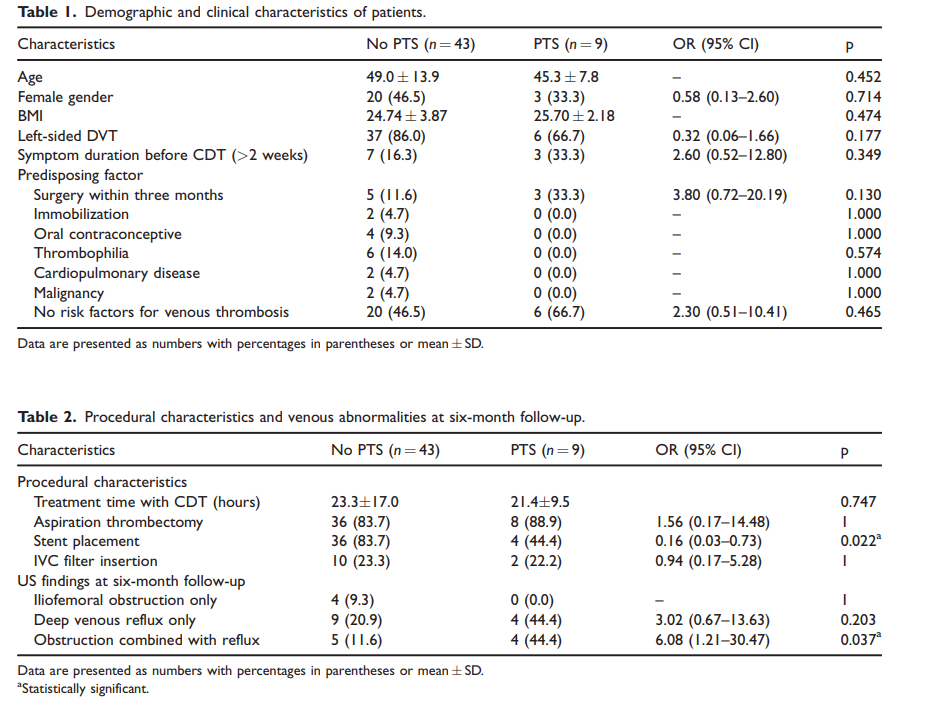 Table 1. Demographic and clinical characteristics of patients.
Characteristics No PTS (n = 43) PTS (n = 9) OR (95% CI) p
Age 49.0 ± 13.9 45.3 ± 7.8 – 0.452
Female gender 20 (46.5) 3 (33.3) 0.58 (0.13–2.60) 0.714
BMI 24.74 ± 3.87 25.70 ± 2.18 – 0.474
Left-sided DVT 37 (86.0) 6 (66.7) 0.32 (0.06–1.66) 0.177
Symptom duration before CDT (>2 weeks) 7 (16.3) 3 (33.3) 2.60 (0.52–12.80) 0.349
Predisposing factor
Surgery within three months 5 (11.6) 3 (33.3) 3.80 (0.72–20.19) 0.130
Immobilization 2 (4.7) 0 (0.0) – 1.000
Oral contraceptive 4 (9.3) 0 (0.0) – 1.000
Thrombophilia 6 (14.0) 0 (0.0) – 0.574
Cardiopulmonary disease 2 (4.7) 0 (0.0) – 1.000
Malignancy 2 (4.7) 0 (0.0) – 1.000
No risk factors for venous thrombosis 20 (46.5) 6 (66.7) 2.30 (0.51–10.41) 0.465
Data are presented as numbers with percentages in parentheses or mean ± SD.
Table 2. Procedural characteristics and venous abnormalities at six-month follow-up.
Characteristics No PTS (n = 43) PTS (n = 9) OR (95% CI) p
Procedural characteristics
Treatment time with CDT (hours) 23.3±17.0 21.4±9.5 0.747
Aspiration thrombectomy 36 (83.7) 8 (88.9) 1.56 (0.17–14.48) 1
Stent placement 36 (83.7) 4 (44.4) 0.16 (0.03–0.73) 0.022a
IVC filter insertion 10 (23.3) 2 (22.2) 0.94 (0.17–5.28) 1
US findings at six-month follow-up
Iliofemoral obstruction only 4 (9.3) 0 (0.0) – 1
Deep venous reflux only 9 (20.9) 4 (44.4) 3.02 (0.67–13.63) 0.203
Obstruction combined with reflux 5 (11.6) 4 (44.4) 6.08 (1.21–30.47) 0.037a
Data are presented as numbers with percentages in parentheses or mean ± SD.
aStatistically significant.